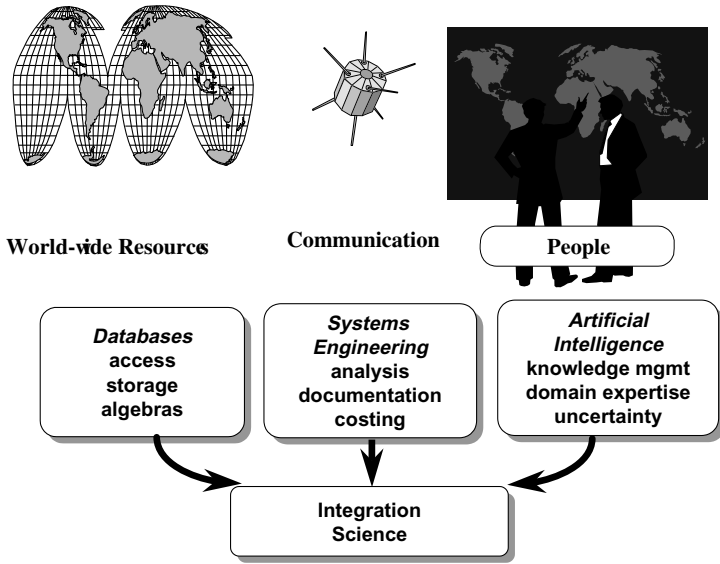 World-wide Resources
Communication
People
Databases
access
storage
algebras
Systems
Engineering
analysis
documentation
costing
Artificial
Intelligence
knowledge mgmt
domain expertise
uncertainty
Integration
Science